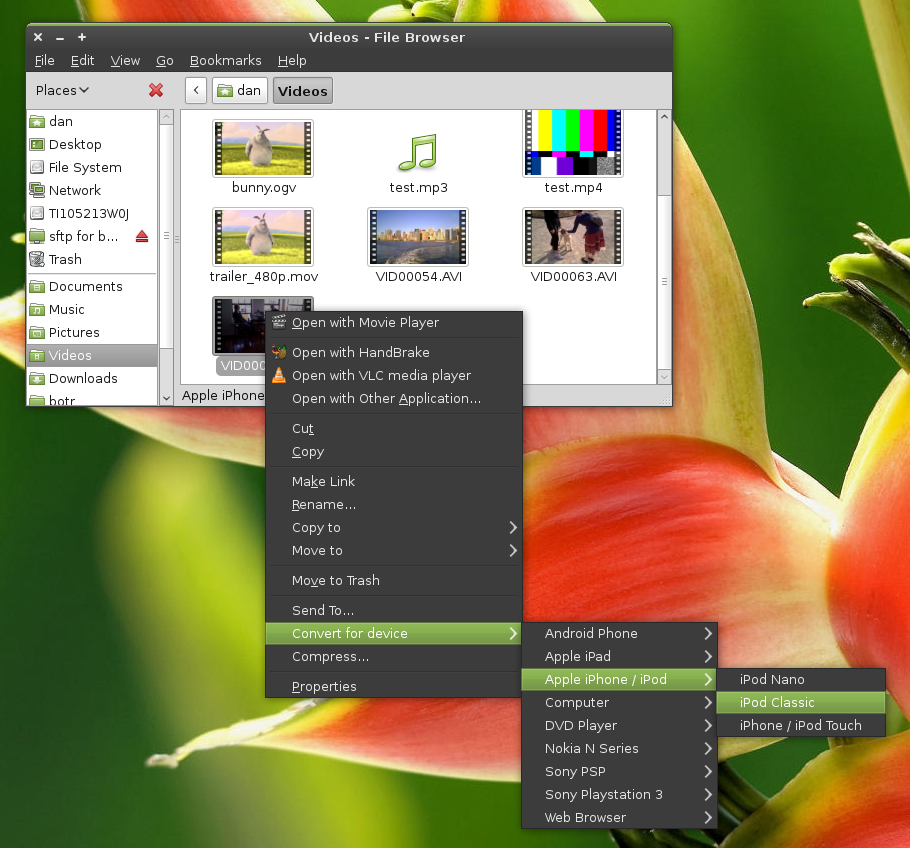 Videos - File Browser
File Edit View Go Bookmarks Help
Places
dan Videos
dan
Desktop
File System
Network
TI105213W0J
sftp for b...
Trash
Documents
Music
Pictures
Videos
Downloads
botr
bunny.ogv test.mp3 test.mp4
trailer_480p.mov VID00054.AVI VID00063.AVI
Apple iPhone
Open with Movie Player
Open with HandBrake
Open with VLC media player
Open with Other Application...
Cut
Copy
Make Link
Rename...
Copy to
Move to
Move to Trash
Send To...
Convert for device
Compress...
Properties
Android Phone
Apple iPad
Apple iPhone / iPod
Computer
DVD Player
Nokia N Series
Sony PSP
Sony Playstation 3
Web Browser
iPod Nano
iPod Classic
iPhone / iPod Touch